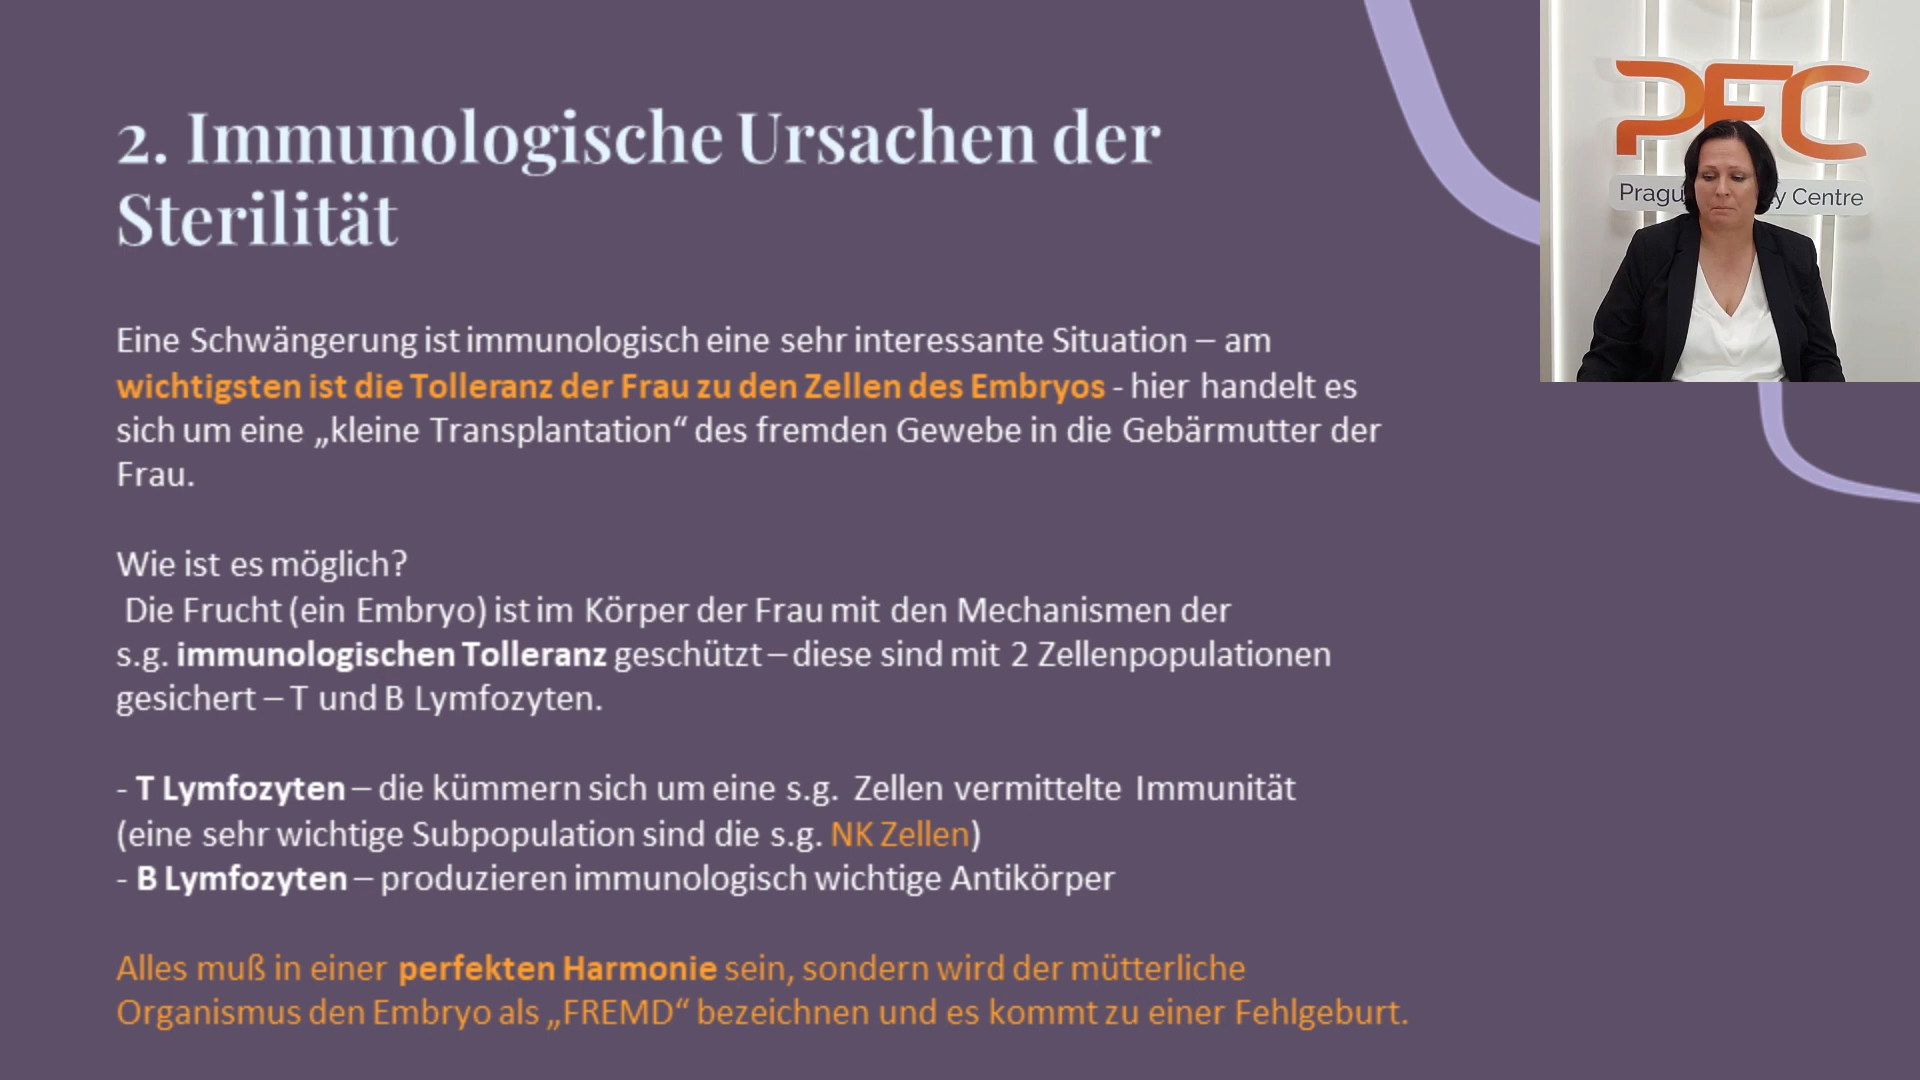 2. Immunologische Ursachen der
Sterilität
Eine Schwängerung ist immunologisch eine sehr interessante Situation – am
wichtigsten ist die Tolleranz der Frau zu den Zellen des Embryos - hier handelt es
sich um eine „kleine Transplantation“ des fremden Gewebe in die Gebärmutter der
Frau.
Wie ist es möglich?
Die Frucht (ein Embryo) ist im Körper der Frau mit den Mechanismen der
s.g. immunologischen Tolleranz geschützt – diese sind mit 2 Zellenpopulationen
gesichert – T und B Lymfozyten.
- T Lymfozyten – die kümmern sich um eine s.g. Zellen vermittelte Immunität
(eine sehr wichtige Subpopulation sind die s.g. NK Zellen)
- B Lymfozyten – produzieren immunologisch wichtige Antikörper
Alles muß in einer perfekten Harmonie sein, sondern wird der mütterliche
Organismus den Embryo als „FREMD“ bezeichnen und es kommt zu einer Fehlgeburt.
PFC
Centre